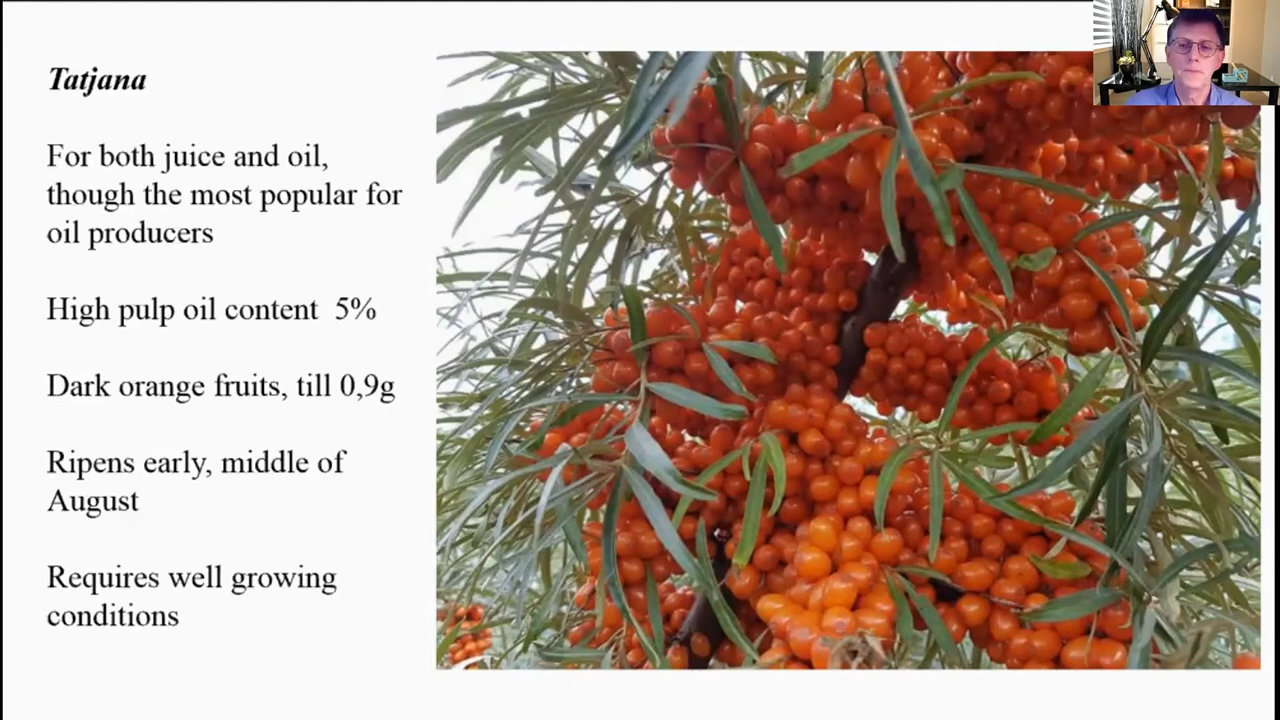 Tatjana
For both juice and oil,
though the most popular for
oil producers
High pulp oil content  5%
Dark orange fruits, till 0,9g
Ripens early, middle of
August
Requires well growing
conditions